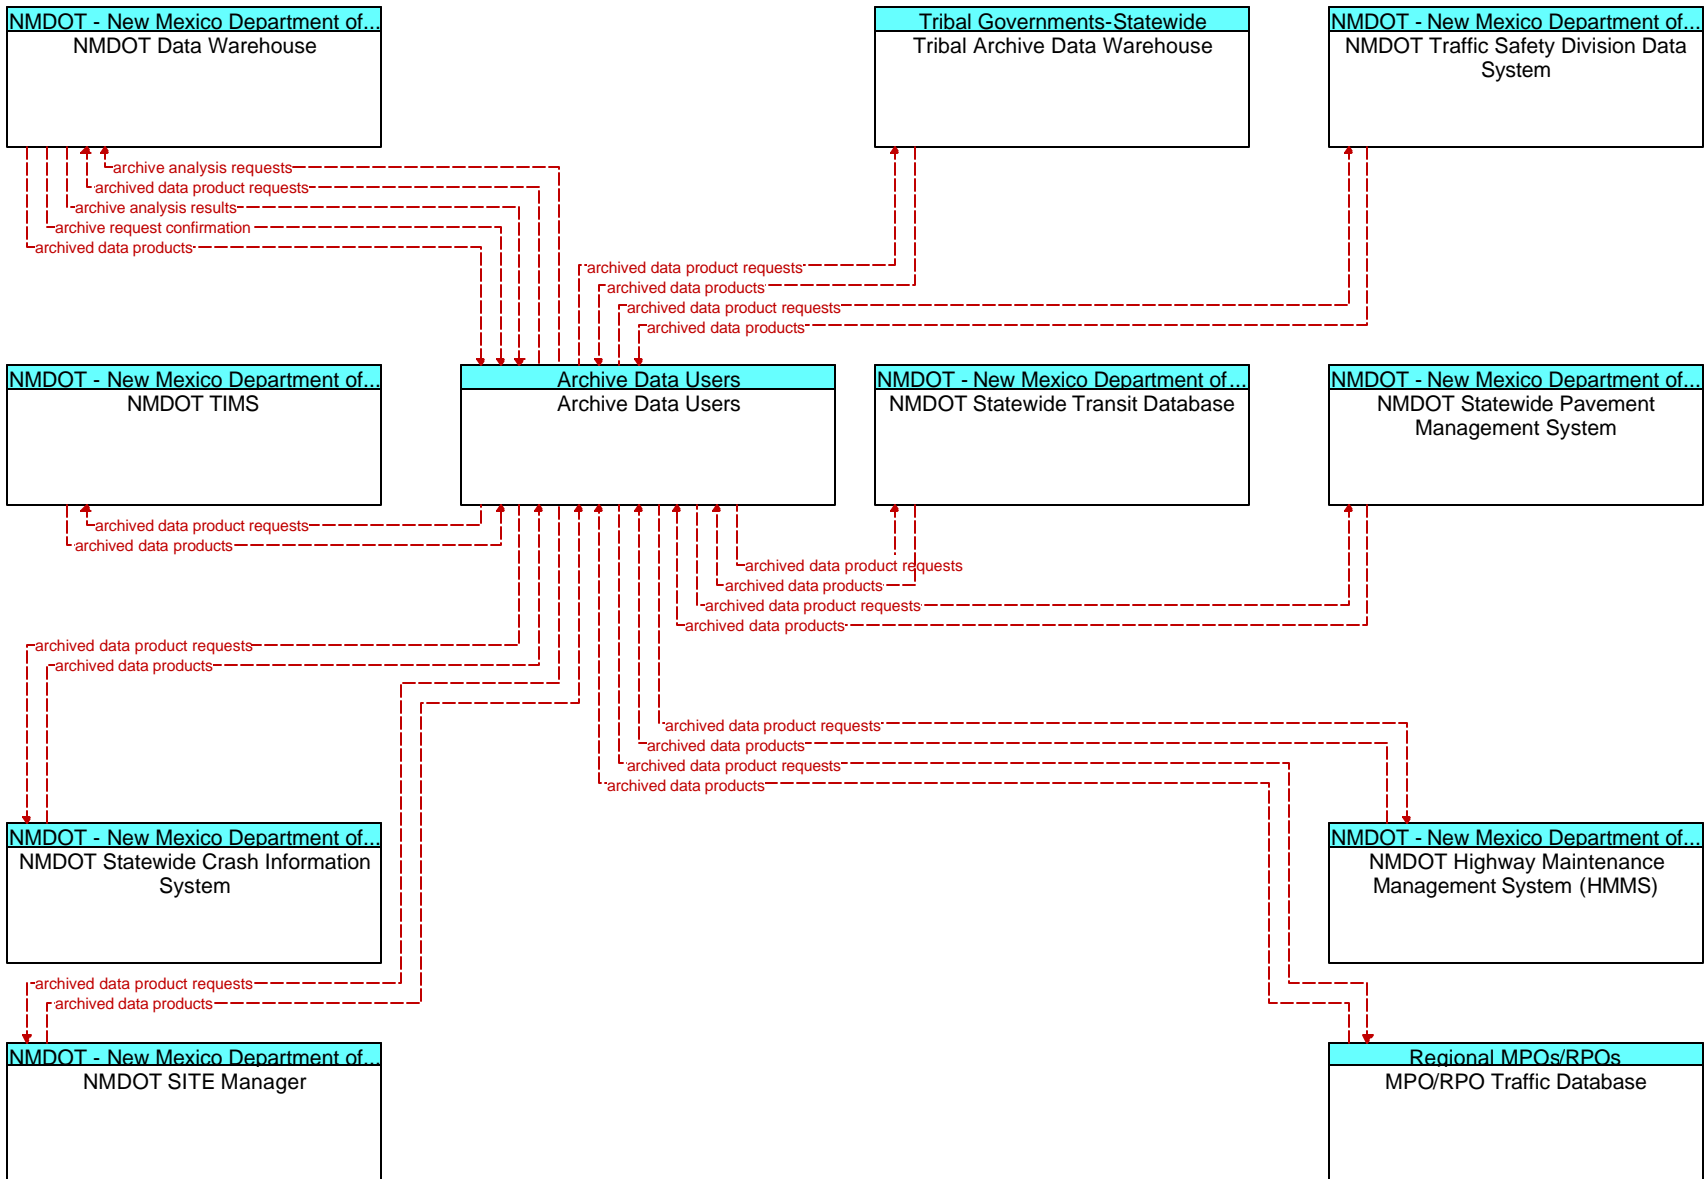 NMDOT - New Mexico Department of...
NMDOT Data Warehouse
Tribal Governments-Statewide
Tribal Archive Data Warehouse
NMDOT - New Mexico Department of...
NMDOT Traffic Safety Division Data
System
archive analysis requests
archived data product requests
archive analysis results
archive request confirmation
archived data products
archived data product requests
archived data products
archived data product requests
archived data products
NMDOT - New Mexico Department of...
NMDOT TIMS
Archive Data Users
Archive Data Users
NMDOT - New Mexico Department of...
NMDOT Statewide Transit Database
NMDOT - New Mexico Department of...
NMDOT Statewide Pavement
Management System
archived data product requests
archived data products
archived data product requests
archived data products
archived data product requests
archived data products
archived data product requests
archived data products
archived data product requests
archived data products
archived data product requests
archived data products
NMDOT - New Mexico Department of...
NMDOT Statewide Crash Information
System
NMDOT - New Mexico Department of...
NMDOT Highway Maintenance
Management System (HMMS)
archived data product requests
archived data products
NMDOT - New Mexico Department of...
NMDOT SITE Manager
Regional MPOs/RPOs
MPO/RPO Traffic Database